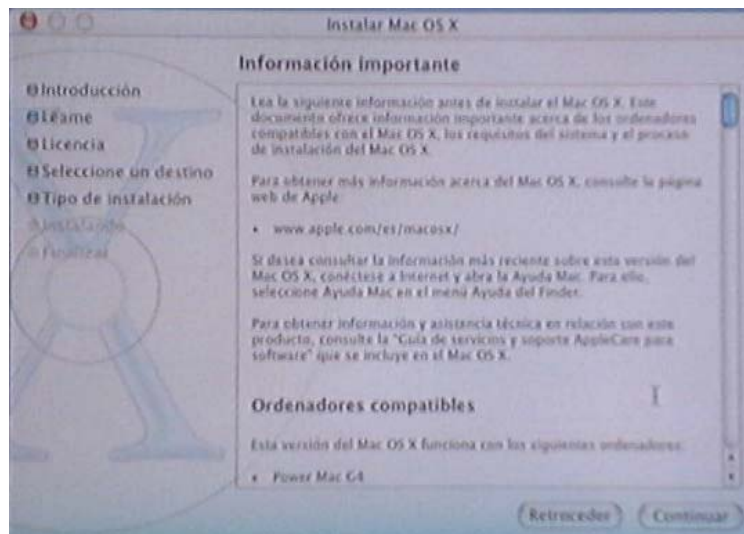 Instalar Mac OS X
Información importante
Introducción
Léame
Licencia
Seleccione un destino
Tipo de instalación
Instalando
Finalizar
Lea la siguiente información antes de instalar el Mac OS X. Este
documento ofrece información importante acerca de los ordenadores
compatibles con el Mac OS X, los requisitos del sistema y el proceso
de instalación del Mac OS X.
Para obtener más información acerca del Mac OS X, consulte la página
web de Apple:
• www.apple.com/es/macosx/
Si desea consultar la información más reciente sobre esta versión del
Mac OS X, conéctese a Internet y abra la Ayuda Mac. Para ello,
seleccione Ayuda Mac en el menú Ayuda del Finder.
Para obtener información y asistencia técnica en relación con este
producto, consulte la "Guía de servicios y soporte AppleCare para
software" que se incluye en el Mac OS X.
Ordenadores compatibles
Esta versión del Mac OS X funciona con los siguientes ordenadores:
• Power Mac G4
Retroceder
Continuar